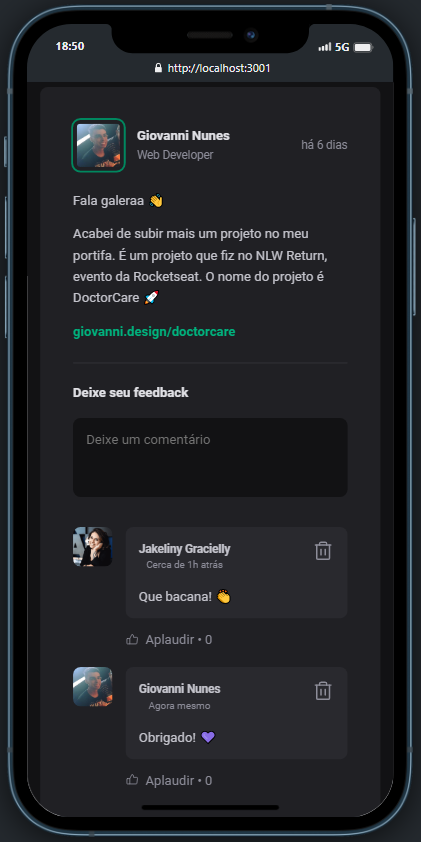 18:50
5G
http://localhost:3001
Giovanni Nunes
Web Developer
há 6 dias
Fala galeraa 👋
Acabei de subir mais um projeto no meu
portifa. É um projeto que fiz no NLW Return,
evento da Rocketseat. O nome do projeto é
DoctorCare 🚀
giovanni.design/doctorcare
Deixe seu feedback
Deixe um comentário
Jakeliny Gracielly
Cerca de 1h atrás
Que bacana! 👏
Aplaudir • 0
Giovanni Nunes
Agora mesmo
Obrigado! 💜
Aplaudir • 0